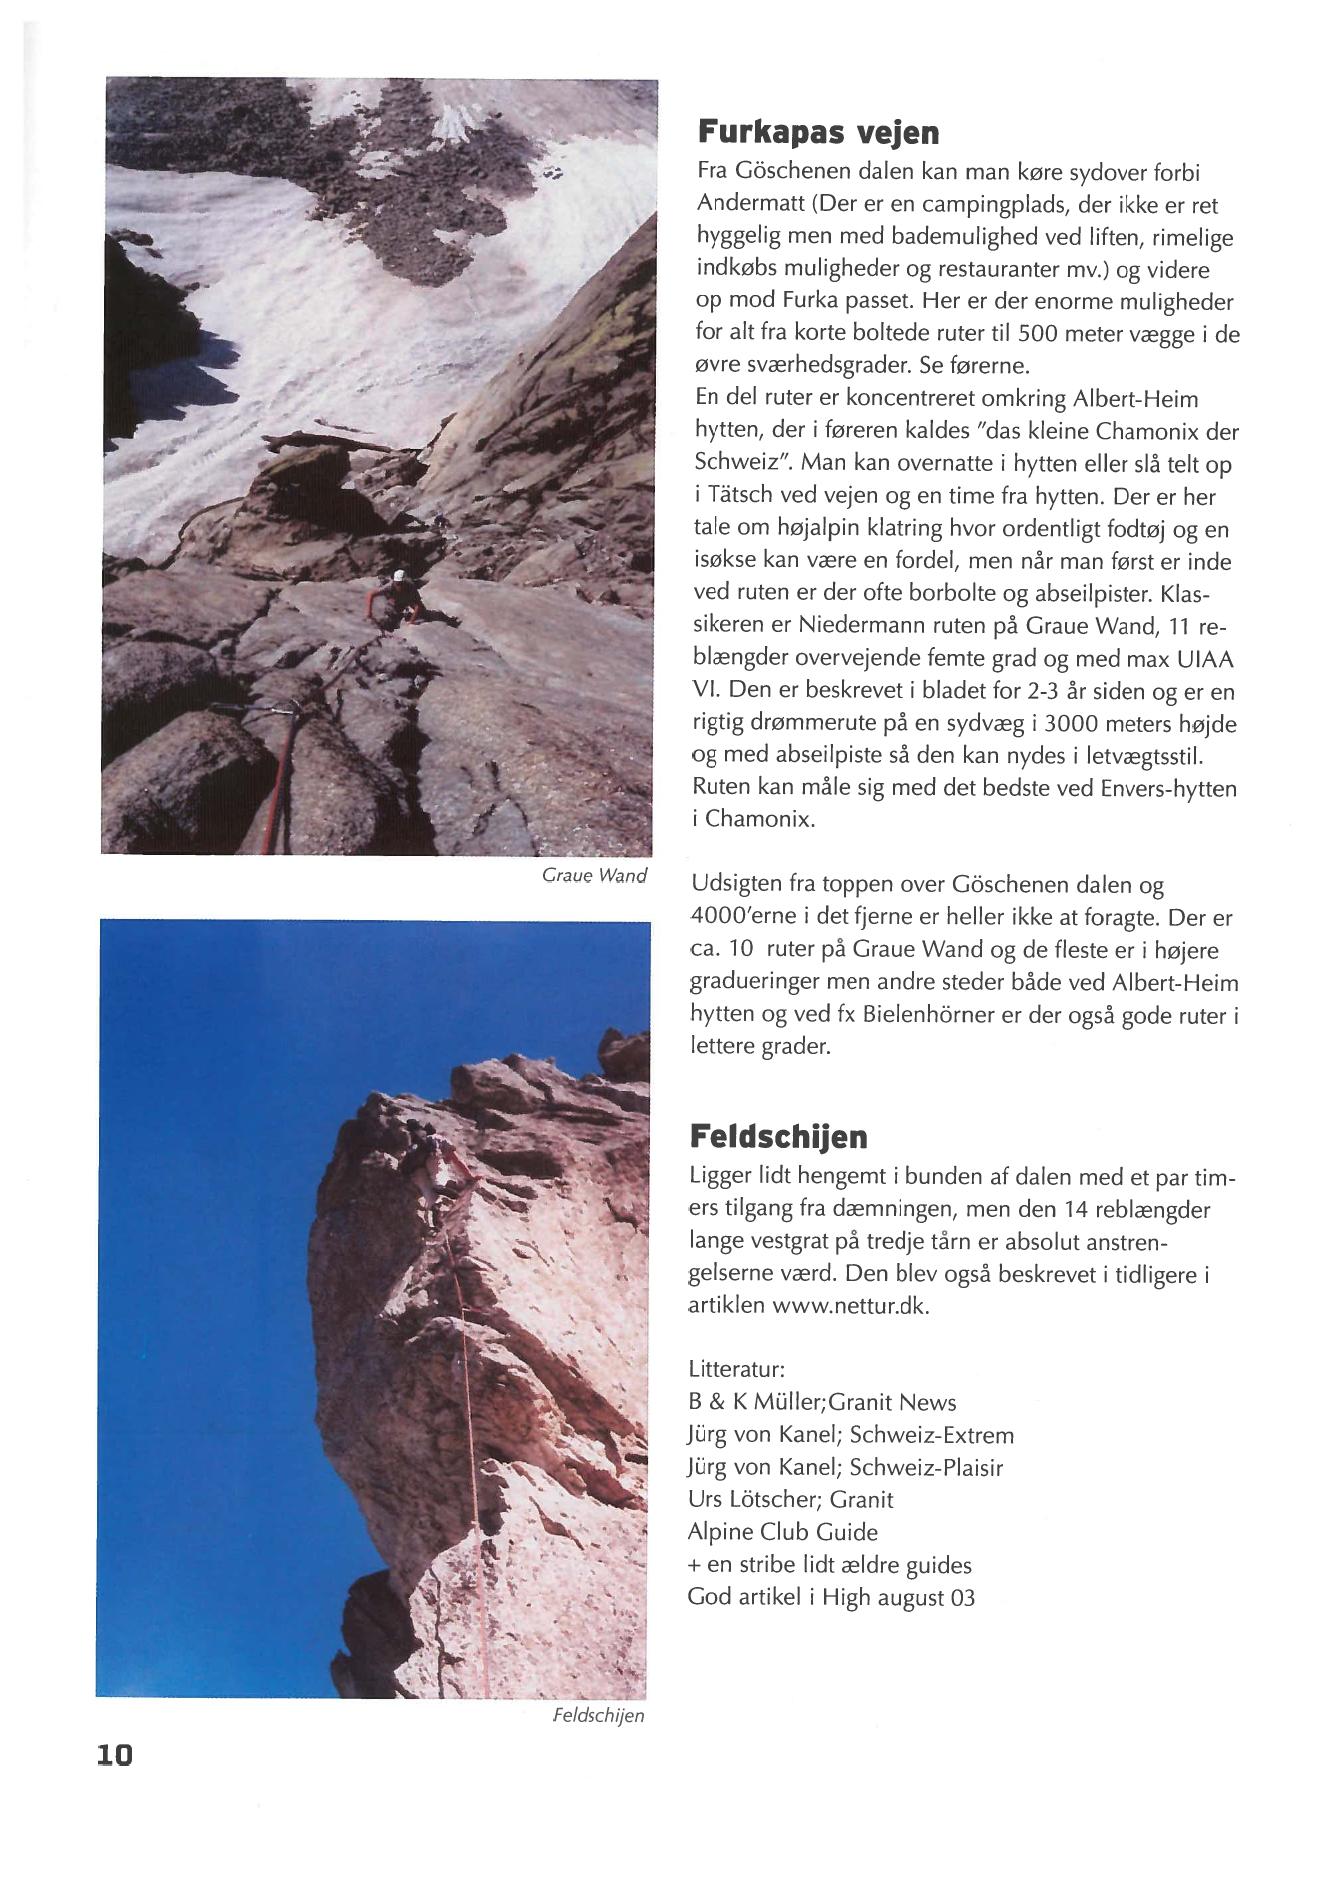 Furkapas vejen
Fra Göschenen dalen kan man køre sydover forbi
Andermatt (Der er en campingplads, der ikke er ret
hyggelig men med bademulighed ved liften, rimelige
indkøbs muligheder og restauranter mv.) og videre
op mod Furka passet. Her er der enorme muligheder
for alt fra korte boltede ruter til 500 meter vægge i de
øvre sværhedsgrader. Se førerne.
En del ruter er koncentreret omkring Albert-Heim
hytten, der i føreren kaldes "das kleine Chamonix der
Schweiz". Man kan overnatte i hytten eller slå telt op
i Tätsch ved vejen og en time fra hytten. Der er her
tale om højalpin klatring hvor ordentligt fodtøj og en
isøkse kan være en fordel, men når man først er inde
ved ruten er der ofte borbolte og abseilpister. Klas-
sikeren er Niedermann ruten på Graue Wand, 11 re-
blængder overvejende femte grad og med max UIAA
VI. Den er beskrevet i bladet for 2-3 år siden og er en
rigtig drømmerute på en sydvæg i 3000 meters højde
og med abseilpiste så den kan nydes i letvægtsstil.
Ruten kan måle sig med det bedste ved Envers-hytten
i Chamonix.
Udsigten fra toppen over Göschenen dalen og
4000'erne i det fjerne er heller ikke at foragte. Der er
ca. 10 ruter på Graue Wand og de fleste er i højere
gradueringer men andre steder både ved Albert-Heim
hytten og ved fx Bielenhörner er der også gode ruter i
lettere grader.
Feldschijen
Ligger lidt hengemt i bunden af dalen med et par tim-
ers tilgang fra dæmningen, men den 14 reblængder
lange vestgrat på tredje tårn er absolut anstren-
gelserne værd. Den blev også beskrevet i tidligere i
artiklen www.nettur.dk.
Litteratur:
B & K Müller;Granit News
Jürg von Kanel; Schweiz-Extrem
Jürg von Kanel; Schweiz-Plaisir
Urs Lötscher; Granit
Alpine Club Guide
+ en stribe lidt ældre guides
God artikel i High august 03
Graue Wand
Feldschijen
10